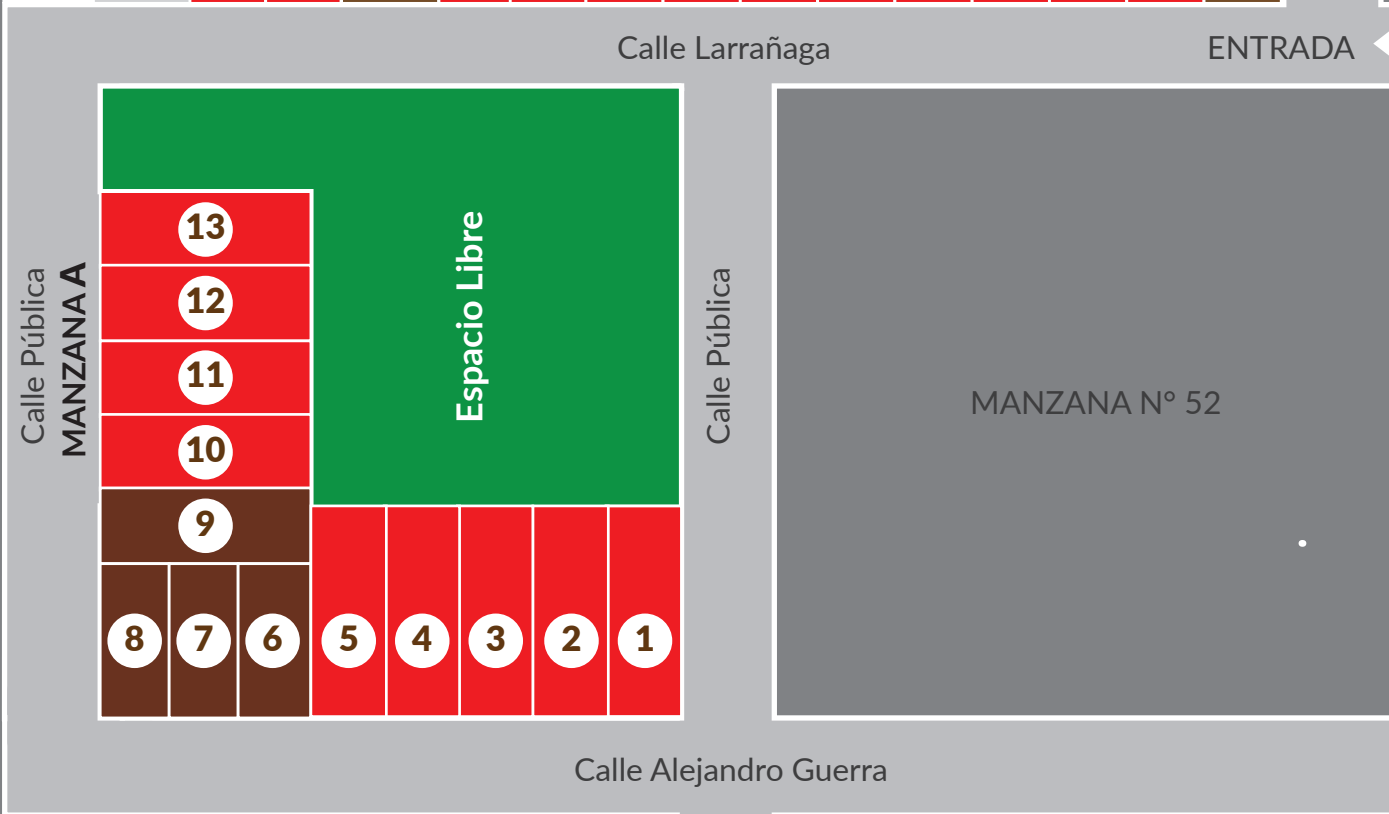 Calle Larrañaga
ENTRADA
Calle Pública
MANZANA A
13
12
11
10
9
8 7 6 5 4 3 2 1
Espacio Libre
Calle Pública
MANZANA N° 52
Calle Alejandro Guerra